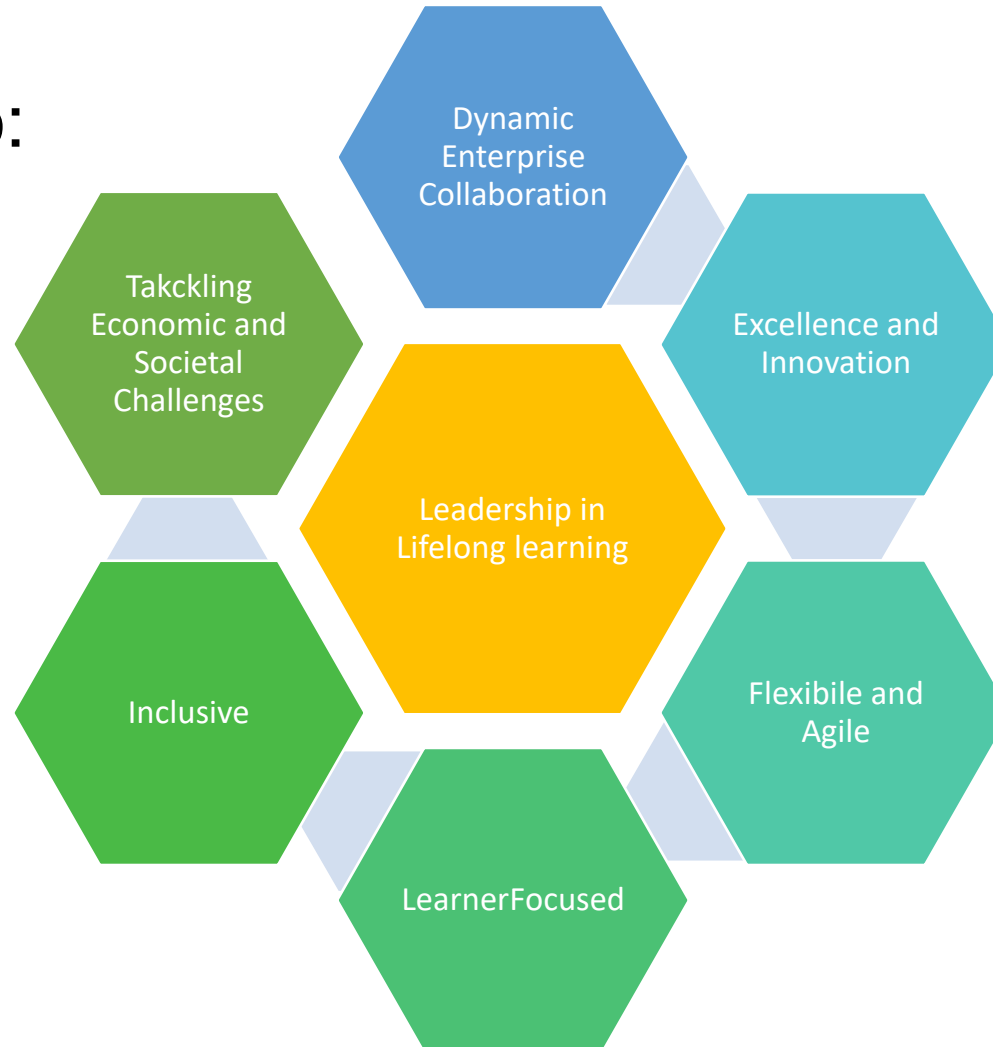 :
Dynamic
Enterprise
Collaboration
Excellence and
Innovation
Flexibile and
Agile
LearnerFocused
Inclusive
Takckling
Economic and
Societal
Challenges
Leadership in
Lifelong learning